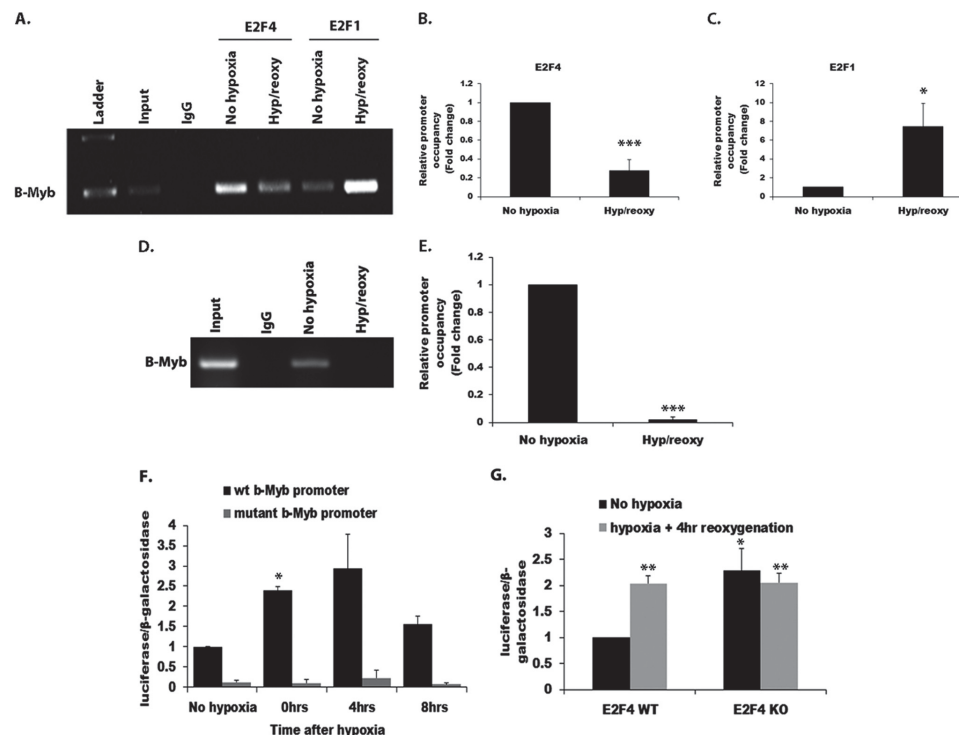 A.
E2F4
E2F1
Ladder
Input
IgG
No hypoxia
Hyp/reoxy
No hypoxia
Hyp/reoxy
B-Myb
B.
E2F4
Relative promoter
occupancy
(Fold change)
1.2
1
0.8
0.6
0.4
0.2
0
***
No hypoxia
Hyp/reoxy
C.
E2F1
Relative promoter
occupancy
(Fold change)
12
10
8
6
4
2
0
*
No hypoxia
Hyp/reoxy
D.
Input
IgG
No hypoxia
Hyp/reoxy
B-Myb
E.
Relative promoter
occupancy
(Fold change)
1.2
1
0.8
0.6
0.4
0.2
0
***
No hypoxia
Hyp/reoxy
F.
wt b-Myb promoter
mutant b-Myb promoter
luciferase/β-galactosidase
4
3.5
3
2.5
2
1.5
1
0.5
0
*
No hypoxia
0hrs
4hrs
8hrs
Time after hypoxia
G.
No hypoxia
hypoxia + 4hr reoxygenation
luciferase/β-
galactosidase
3
2.5
2
1.5
1
0.5
0
**
*
**
E2F4 WT
E2F4 KO